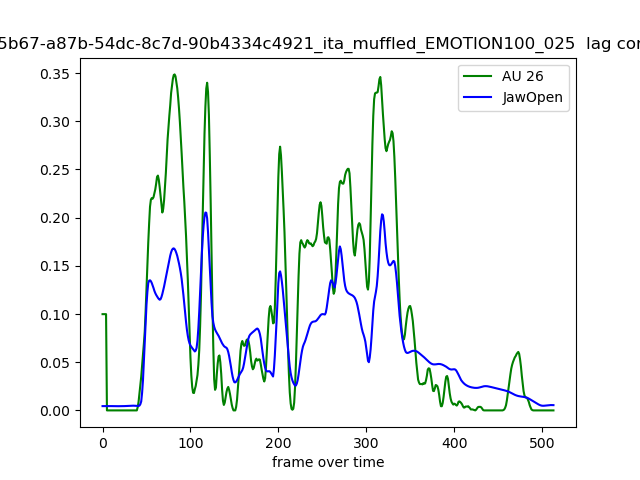 5b67-a87b-54dc-8c7d-90b4334c4921_ita_muffled_EMOTION100_025 lag cor
0.35
0.30
0.25
0.20
0.15
0.10
0.05
0.00
AU 26
JawOpen
0 100 200 300 400 500
frame over time